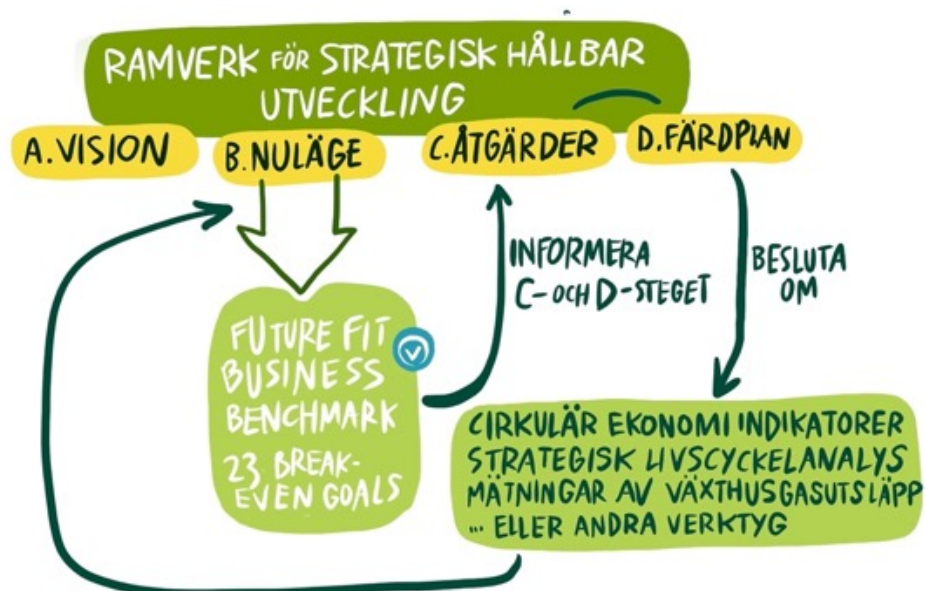 RAMVERK FÖR STRATEGISK HÅLLBAR
UTVECKLING
A. VISION
B. NULÄGE
C. ÅTGÄRDER
D. FÄRDPLAN
INFORMERA
C- OCH D-STEGET
BESLUTA
OM
FUTURE FIT
BUSINESS
BENCHMARK
23 BREAK-
EVEN GOALS
CIRKULÄR EKONOMI INDIKATORER
STRATEGISK LIVSCYCKELANALYS
MÄTNINGAR AV VÄXTHUSGASUTSLÄPP
... ELLER ANDRA VERKTYG